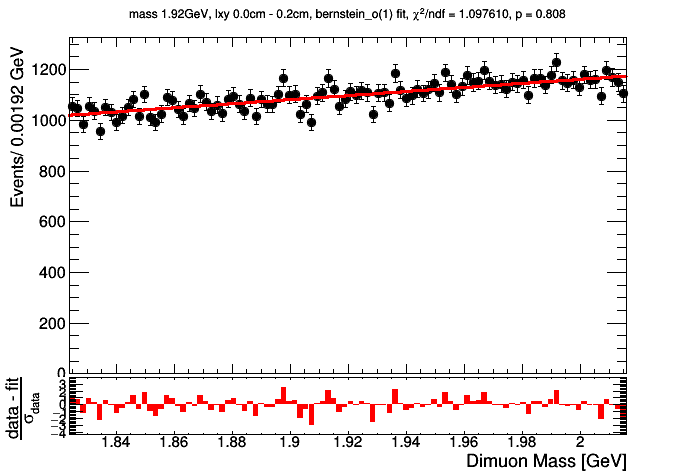 mass 1.92GeV, lxy 0.0cm - 0.2cm, bernstein_o(1) fit, χ²/ndf = 1.097610, p = 0.808
Events/ 0.00192 GeV
1200
1000
800
600
400
200
0
data - fit
σdata
3
2
1
0
−1
−2
−3
−4
1.84 1.86 1.88 1.9 1.92 1.94 1.96 1.98 2
Dimuon Mass [GeV]